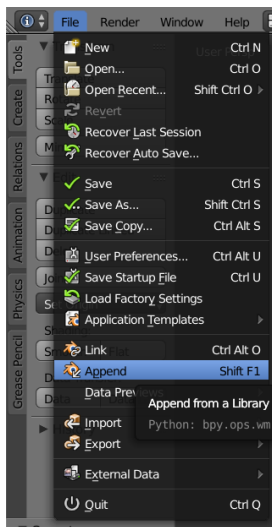 File Render Window Help
New Ctrl N
Open... Ctrl O
Open Recent... Shift Ctrl O
Revert
Recover Last Session
Recover Auto Save...
Save Ctrl S
Save As... Shift Ctrl S
Save Copy... Ctrl Alt S
User Preferences... Ctrl Alt U
Save Startup File Ctrl U
Load Factory Settings
Application Templates
Link Ctrl Alt O
Append Shift F1
Data Previews
Append from a Library
Python: bpy.ops.wm
Import
Export
External Data
Quit Ctrl Q
Tools
Create
Relations
Animation
Physics
Grease Pencil